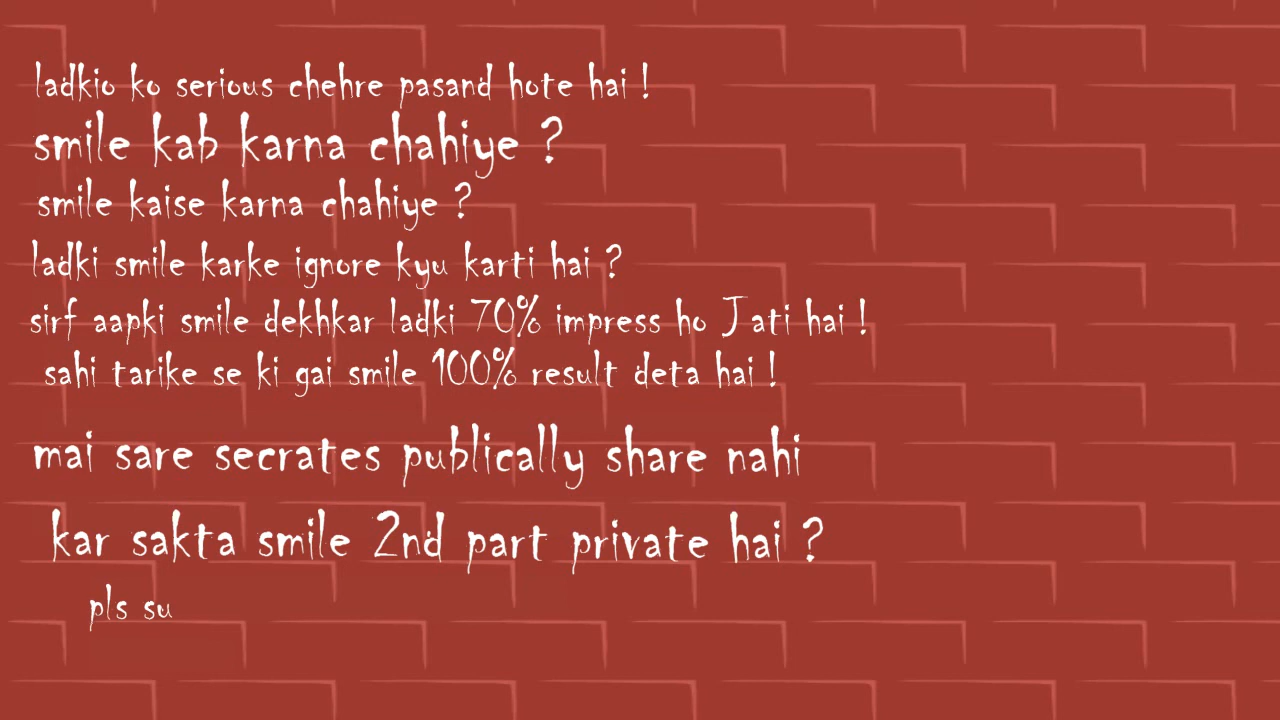 ladkio ko serious chehre pasand hote hai !
smile kab karna chahiye ?
smile kaise karna chahiye ?
ladki smile karke ignore kyu karti hai ?
sirf aapki smile dekhkar ladki 70% impress ho Jati hai !
sahi tarike se ki gai smile 100% result deta hai !
mai sare secrates publically share nahi
kar sakta smile 2nd part private hai ?
pls su